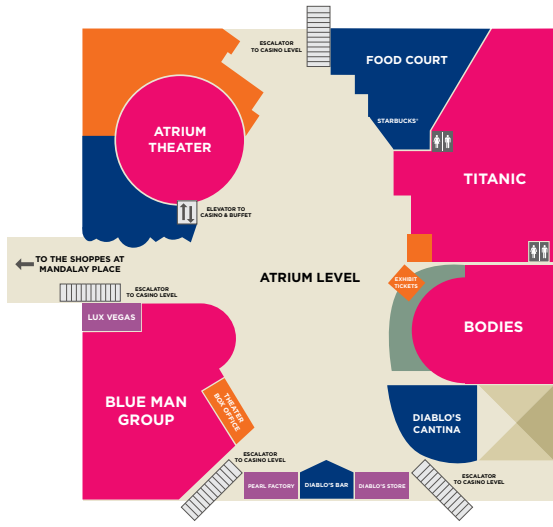 ESCALATOR
TO CASINO LEVEL
FOOD COURT
STARBUCKS®
ATRIUM
THEATER
TITANIC
ELEVATOR TO
CASINO & BUFFET
TO THE SHOPPES AT
MANDALAY PLACE
ATRIUM LEVEL
EXHIBIT
TICKETS
ESCALATOR
TO CASINO LEVEL
LUX VEGAS
BODIES
BLUE MAN
GROUP
THEATER
BOX OFFICE
DIABLO'S
CANTINA
ESCALATOR
TO CASINO LEVEL
PEARL FACTORY
DIABLO'S BAR
DIABLO'S STORE
ESCALATOR
TO CASINO LEVEL